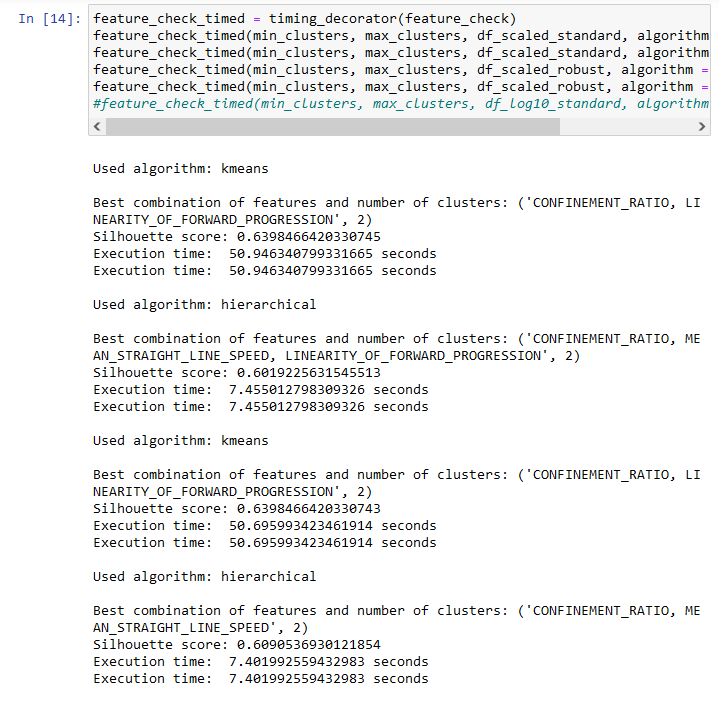 In [14]:
feature_check_timed = timing_decorator(feature_check)
feature_check_timed(min_clusters, max_clusters, df_scaled_standard, algorithm
feature_check_timed(min_clusters, max_clusters, df_scaled_standard, algorithm
feature_check_timed(min_clusters, max_clusters, df_scaled_robust, algorithm =
feature_check_timed(min_clusters, max_clusters, df_scaled_robust, algorithm =
#feature_check_timed(min_clusters, max_clusters, df_log10_standard, algorithm
Used algorithm: kmeans
Best combination of features and number of clusters: ('CONFINEMENT_RATIO, LI
NEARITY_OF_FORWARD_PROGRESSION', 2)
Silhouette score: 0.6398466420330745
Execution time:  50.946340799331665 seconds
Execution time:  50.946340799331665 seconds
Used algorithm: hierarchical
Best combination of features and number of clusters: ('CONFINEMENT_RATIO, ME
AN_STRAIGHT_LINE_SPEED, LINEARITY_OF_FORWARD_PROGRESSION', 2)
Silhouette score: 0.6019225631545513
Execution time:  7.455012798309326 seconds
Execution time:  7.455012798309326 seconds
Used algorithm: kmeans
Best combination of features and number of clusters: ('CONFINEMENT_RATIO, LI
NEARITY_OF_FORWARD_PROGRESSION', 2)
Silhouette score: 0.6398466420330743
Execution time:  50.695993423461914 seconds
Execution time:  50.695993423461914 seconds
Used algorithm: hierarchical
Best combination of features and number of clusters: ('CONFINEMENT_RATIO, ME
AN_STRAIGHT_LINE_SPEED', 2)
Silhouette score: 0.6090536930121854
Execution time:  7.401992559432983 seconds
Execution time:  7.401992559432983 seconds